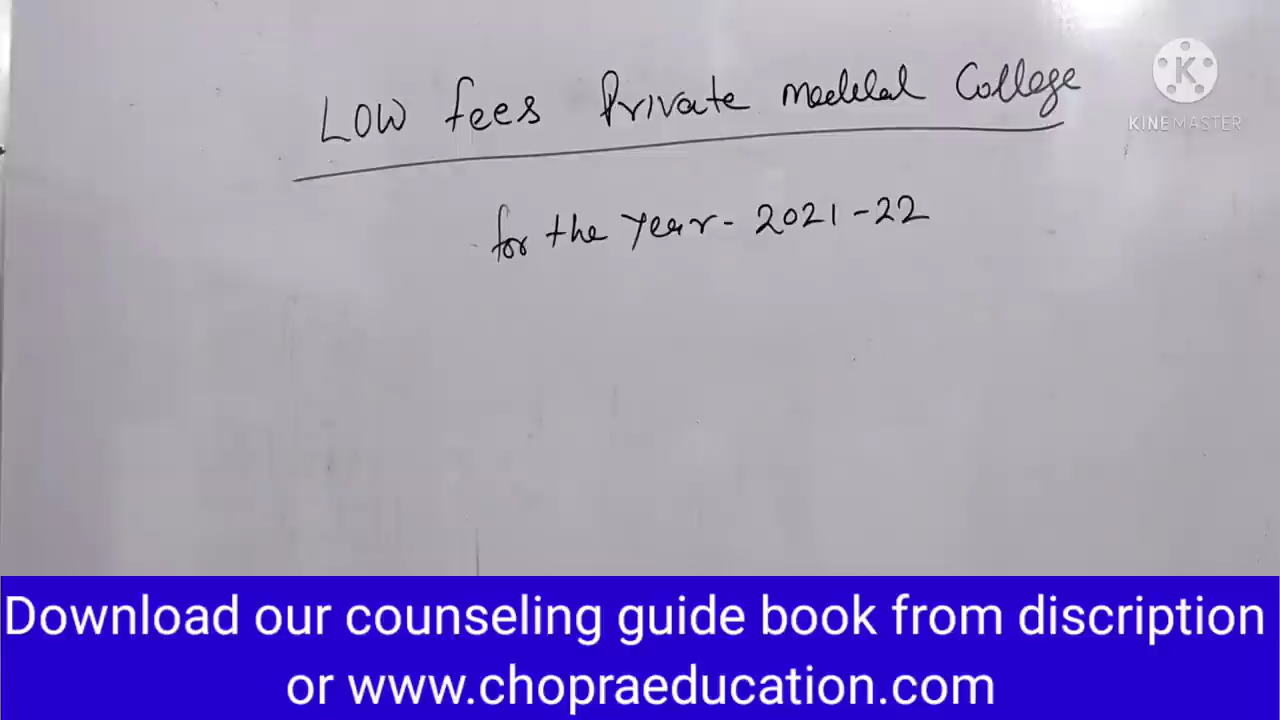 Low fees Private medical College
KINEMASTER
for the Year - 2021-22
Download our counseling guide book from discription
or www.chopraeducation.com